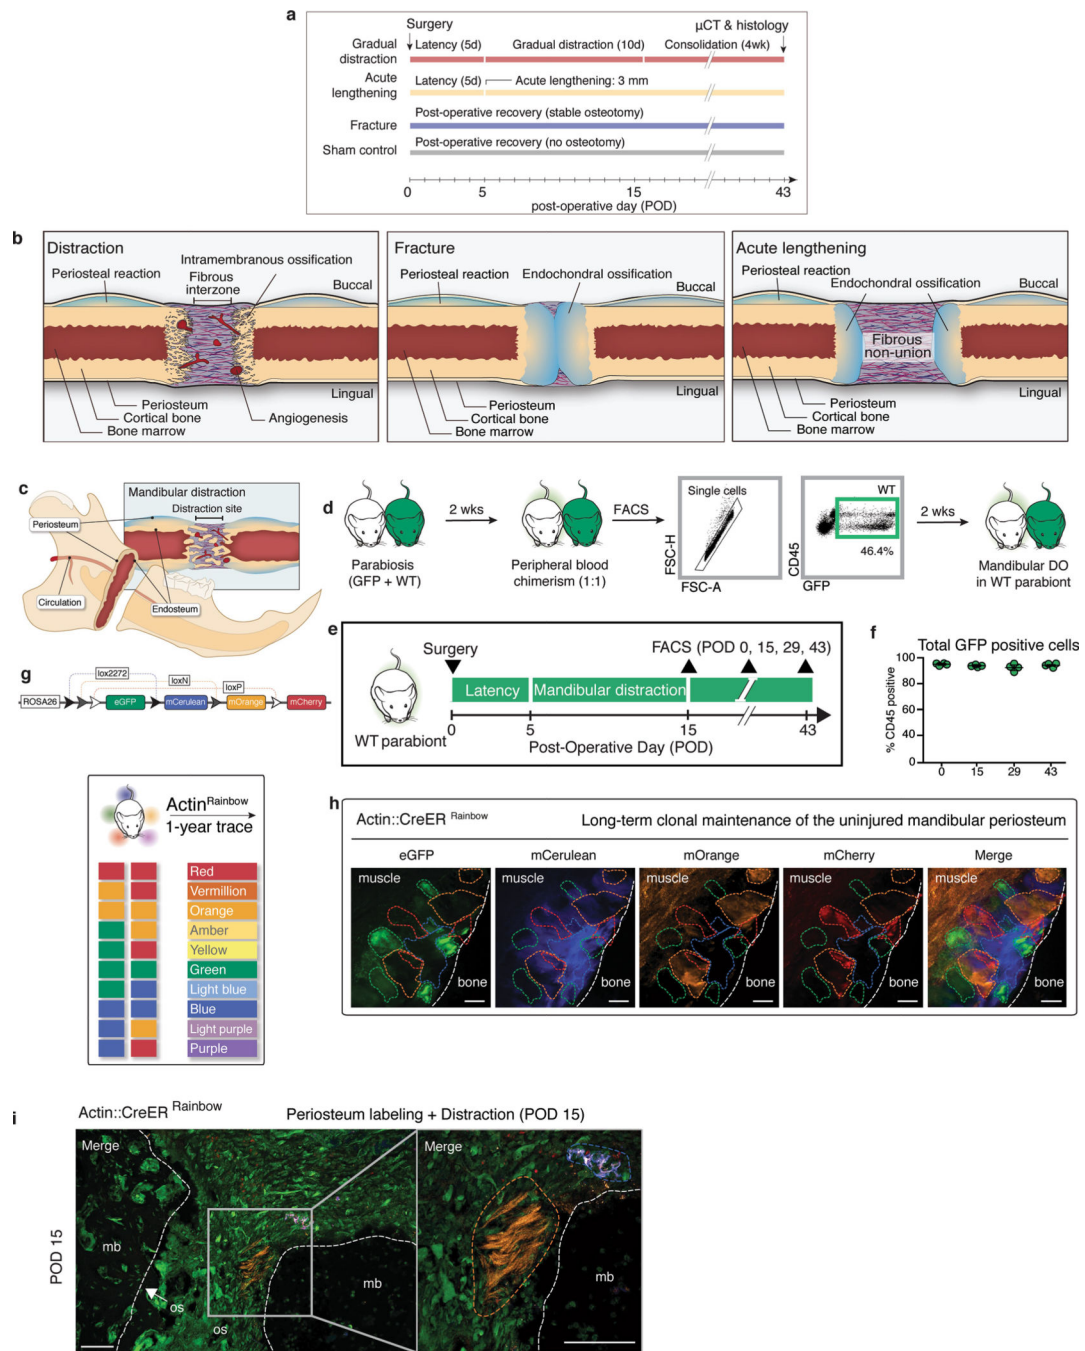 a
Surgery
µCT & histology
Gradual distraction
Latency (5d)
Gradual distraction (10d)
Consolidation (4wk)
Acute lengthening
Latency (5d)
Acute lengthening: 3 mm
Fracture
Post-operative recovery (stable osteotomy)
Sham control
Post-operative recovery (no osteotomy)
0
5
15
43
post-operative day (POD)
b
Distraction
Intramembranous ossification
Periosteal reaction
Fibrous
interzone
Buccal
Lingual
Periosteum
Cortical bone
Angiogenesis
Bone marrow
Fracture
Periosteal reaction
Endochondral ossification
Buccal
Lingual
Periosteum
Cortical bone
Bone marrow
Acute lengthening
Periosteal reaction
Endochondral ossification
Buccal
Fibrous
non-union
Lingual
Periosteum
Cortical bone
Bone marrow
c
Mandibular distraction
Distraction site
Periosteum
Circulation
Endosteum
d
2 wks
FACS
Single cells
FSC-H
FSC-A
WT
CD45
46.4%
GFP
2 wks
Parabiosis
(GFP + WT)
Peripheral blood
chimerism (1:1)
Mandibular DO
in WT parabiont
e
Surgery
FACS (POD 0, 15, 29, 43)
Latency
Mandibular distraction
WT parabiont
0
5
15
43
Post-Operative Day (POD)
f
Total GFP positive cells
% CD45 positive
100
80
60
40
0
0
15
29
43
g
lox2272
loxN
loxP
ROSA26
eGFP
mCerulean
mOrange
mCherry
Actin Rainbow
1-year trace
Red
Vermillion
Orange
Amber
Yellow
Green
Light blue
Blue
Light purple
Purple
h
Actin::CreER Rainbow
Long-term clonal maintenance of the uninjured mandibular periosteum
eGFP
mCerulean
mOrange
mCherry
Merge
muscle
muscle
muscle
muscle
muscle
bone
bone
bone
bone
bone
i
Actin::CreER Rainbow
Periosteum labeling + Distraction (POD 15)
POD 15
Merge
mb
os
os
mb
Merge
mb